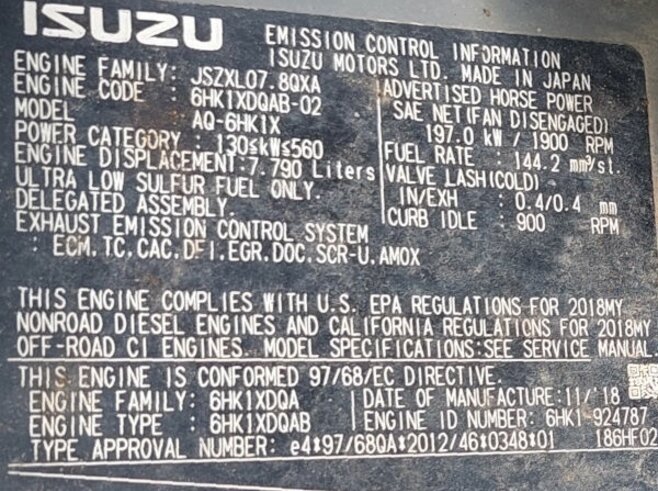 ISUZU
EMISSION CONTROL INFORMATION
ISUZU MOTORS LTD. MADE IN JAPAN
ENGINE FAMILY: JSZXL07.8QXA
ENGINE CODE : 6HK1XDQAB-02
MODEL : AQ-6HK1X
POWER CATEGORY : 130≤kW≤560
ENGINE DISPLACEMENT:7.790 Liters
ULTRA LOW SULFUR FUEL ONLY.
DELEGATED ASSEMBLY.
EXHAUST EMISSION CONTROL SYSTEM
: ECM.TC.CAC.DFI.EGR.DOC.SCR-U.AMOX
ADVERTISED HORSE POWER
SAE NET(FAN DISENGAGED)
197.0 kW / 1900 RPM
FUEL RATE : 144.2 mm³/st.
VALVE LASH(COLD)
IN/EXH : 0.4/0.4 mm
CURB IDLE : 900 RPM
THIS ENGINE COMPLIES WITH U.S. EPA REGULATIONS FOR 2018MY
NONROAD DIESEL ENGINES AND CALIFORNIA REGULATIONS FOR 2018MY
OFF-ROAD CI ENGINES. MODEL SPECIFICATIONS:SEE SERVICE MANUAL.
THIS ENGINE IS CONFORMED 97/68/EC DIRECTIVE.
ENGINE FAMILY: 6HK1XDQA
ENGINE TYPE : 6HK1XDQAB
DATE OF MANUFACTURE:11/'18
ENGINE ID NUMBER: 6HK1-924787
TYPE APPROVAL NUMBER: e4*97/68QA*2012/46*0348*01
186HF02